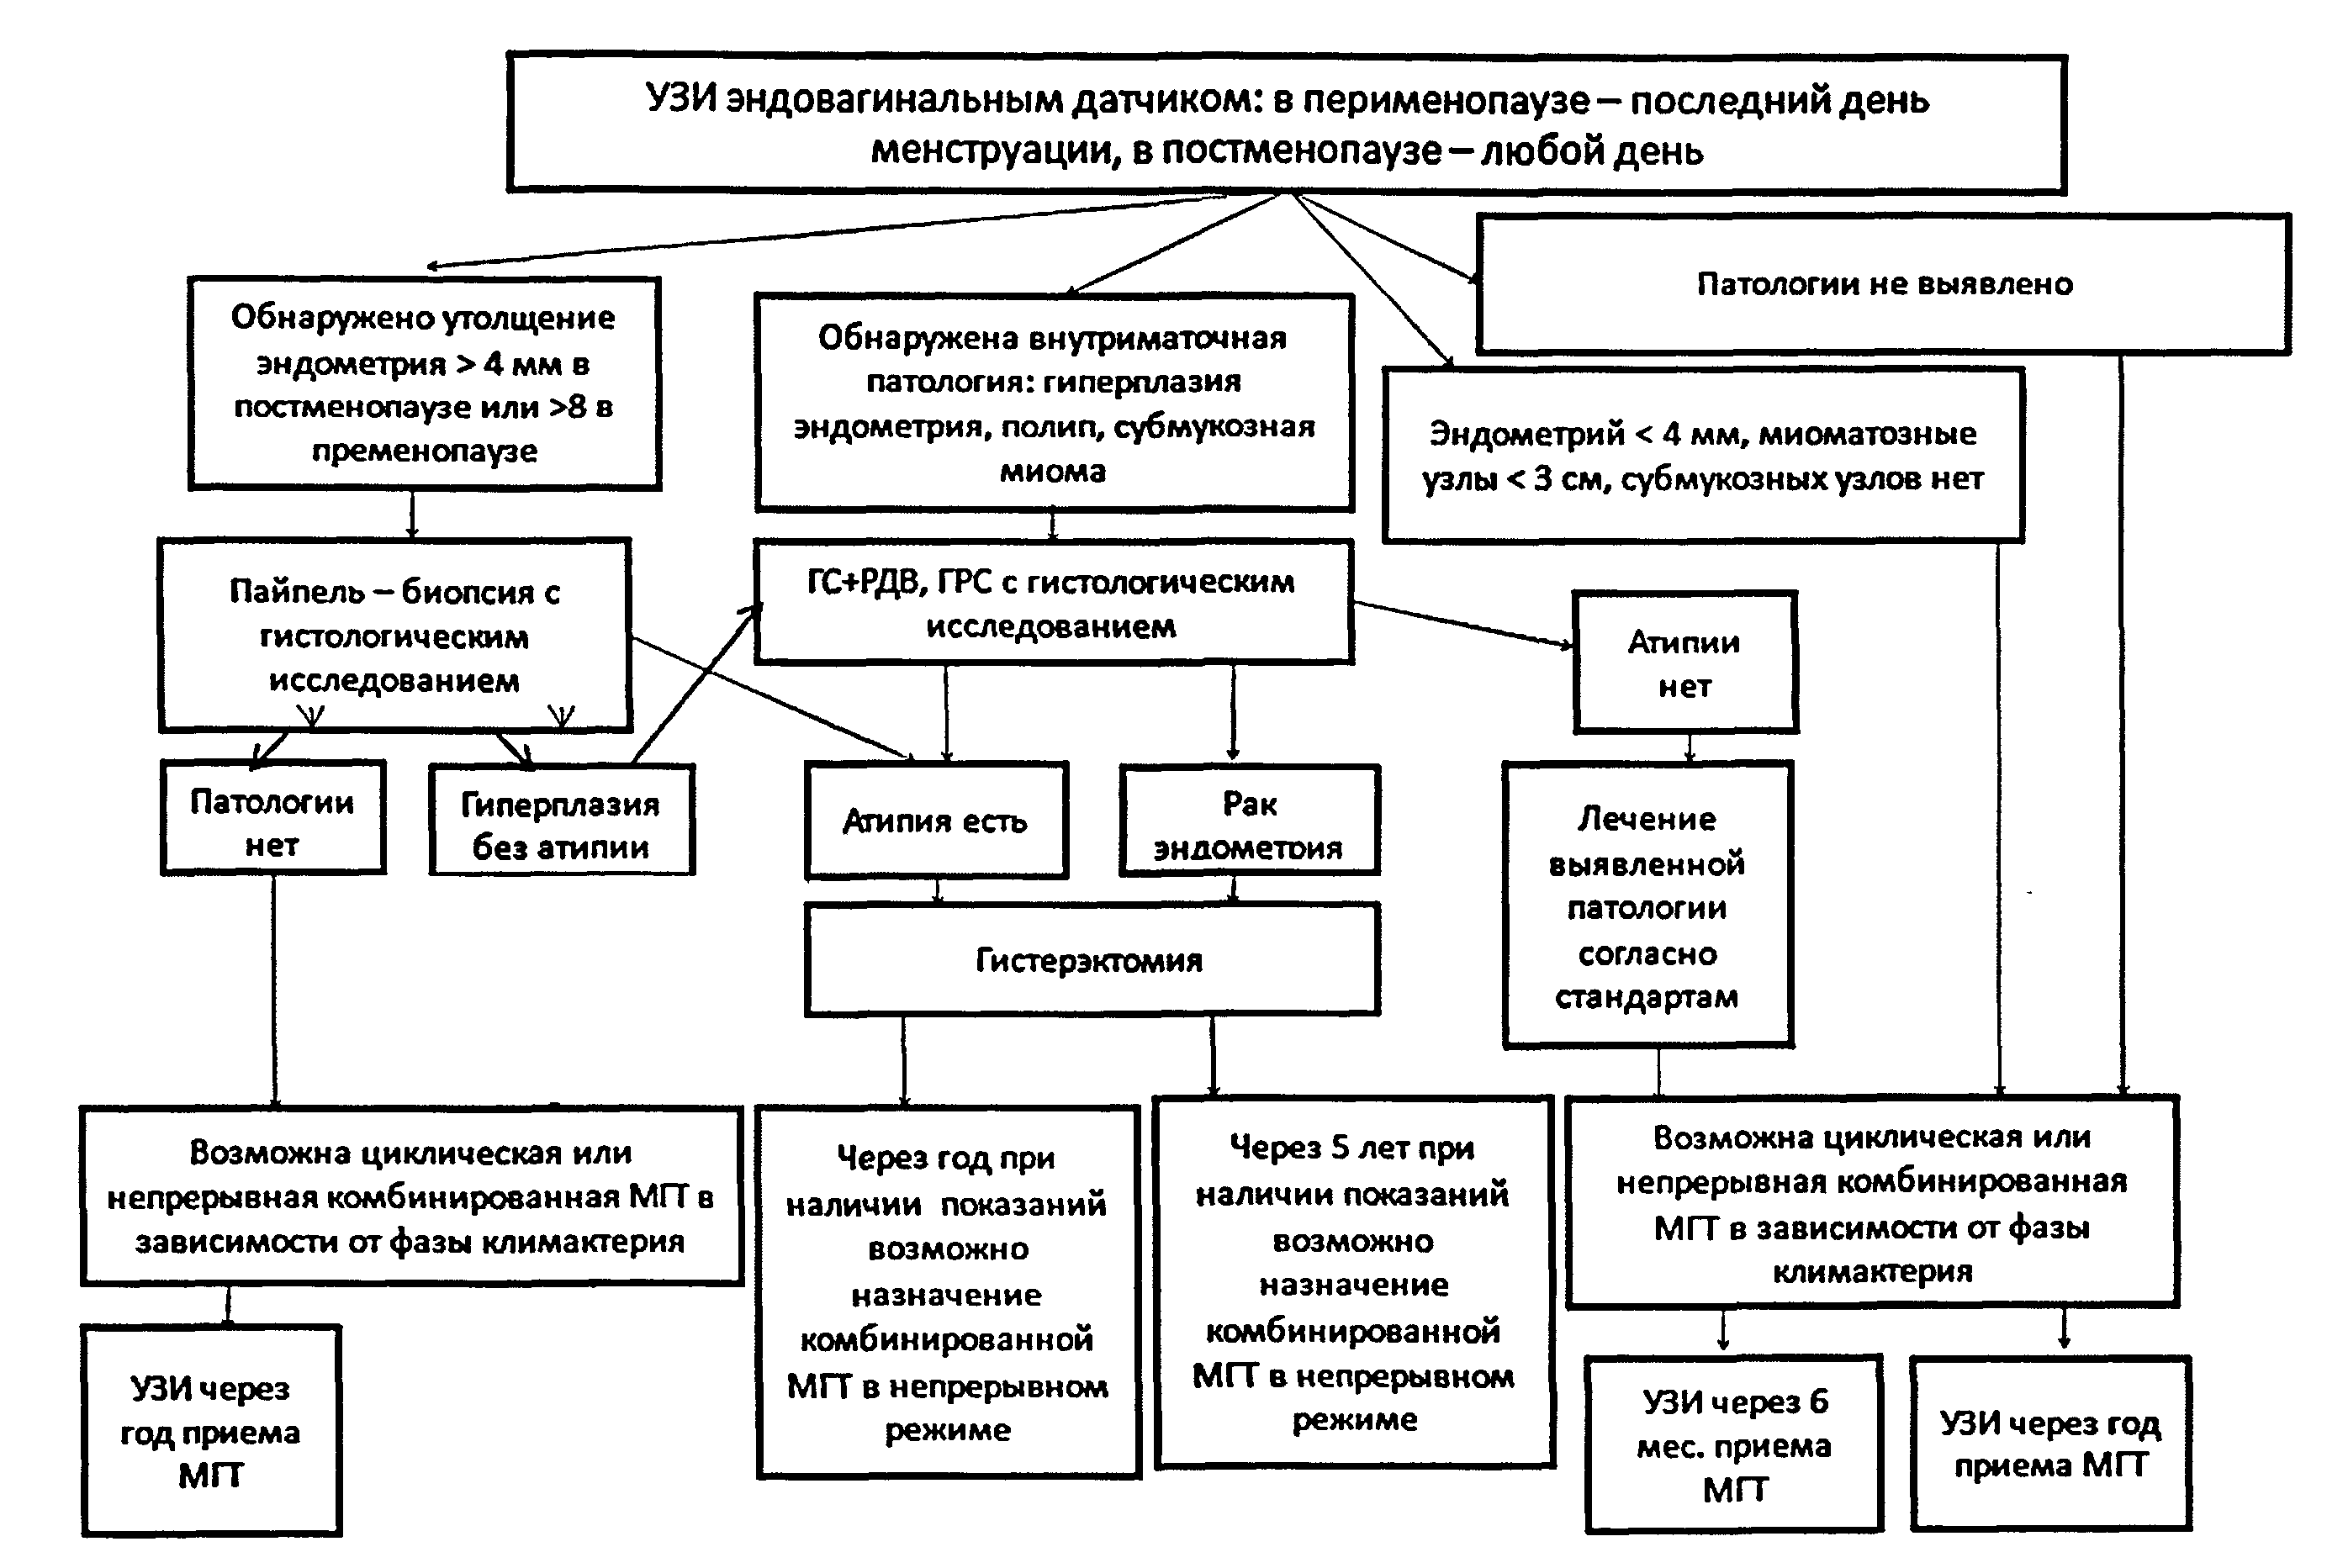 УЗИ эндовагинальным датчиком: в перименопаузе – последний день
менструации, в постменопаузе – любой день
Патологии не выявлено
Обнаружено утолщение
эндометрия > 4 мм в
постменопаузе или >8 в
пременопаузе
Обнаружена внутриматочная
патология: гиперплазия
эндометрия, полип, субмукозная
миома
Эндометрий < 4 мм, миоматозные
узлы < 3 см, субмукозных узлов нет
Пайпель – биопсия с
гистологическим
исследованием
ГС+РДВ, ГРС с гистологическим
исследованием
Атипии
нет
Патологии
нет
Гиперплазия
без атипии
Атипия есть
Рак
эндометрия
Лечение
выявленной
патологии
согласно
стандартам
Гистерэктомия
Возможна циклическая или
непрерывная комбинированная МГТ в
зависимости от фазы климактерия
Через год при
наличии показаний
возможно
назначение
комбинированной
МГТ в непрерывном
режиме
Через 5 лет при
наличии показаний
возможно
назначение
комбинированной
МГТ в непрерывном
режиме
Возможна циклическая или
непрерывная комбинированная
МГТ в зависимости от фазы
климактерия
УЗИ через
год приема
МГТ
УЗИ через 6
мес. приема
МГТ
УЗИ через год
приема МГТ